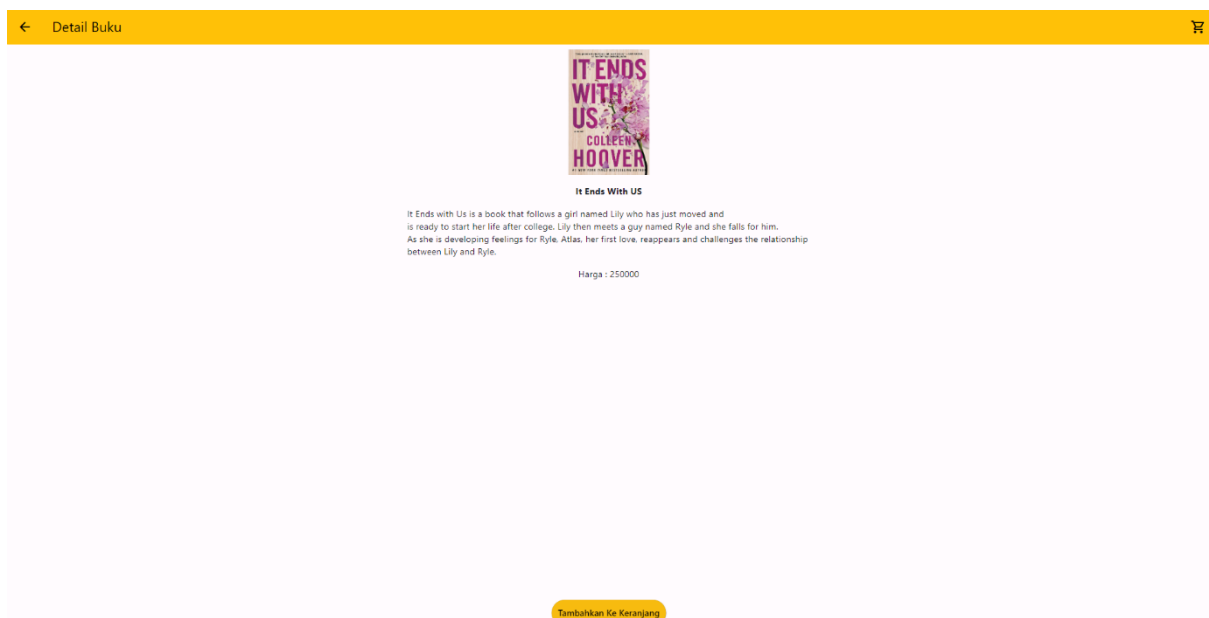 Detail Buku
IT ENDS
WITH
US
COLLEEN
HOOVER
It Ends With US
It Ends with Us is a book that follows a girl named Lily who has just moved and
is ready to start her life after college. Lily then meets a guy named Ryle and she falls for him.
As she is developing feelings for Ryle, Atlas, her first love, reappears and challenges the relationship
between Lily and Ryle.
Harga : 250000
Tambahkan Ke Keranjang